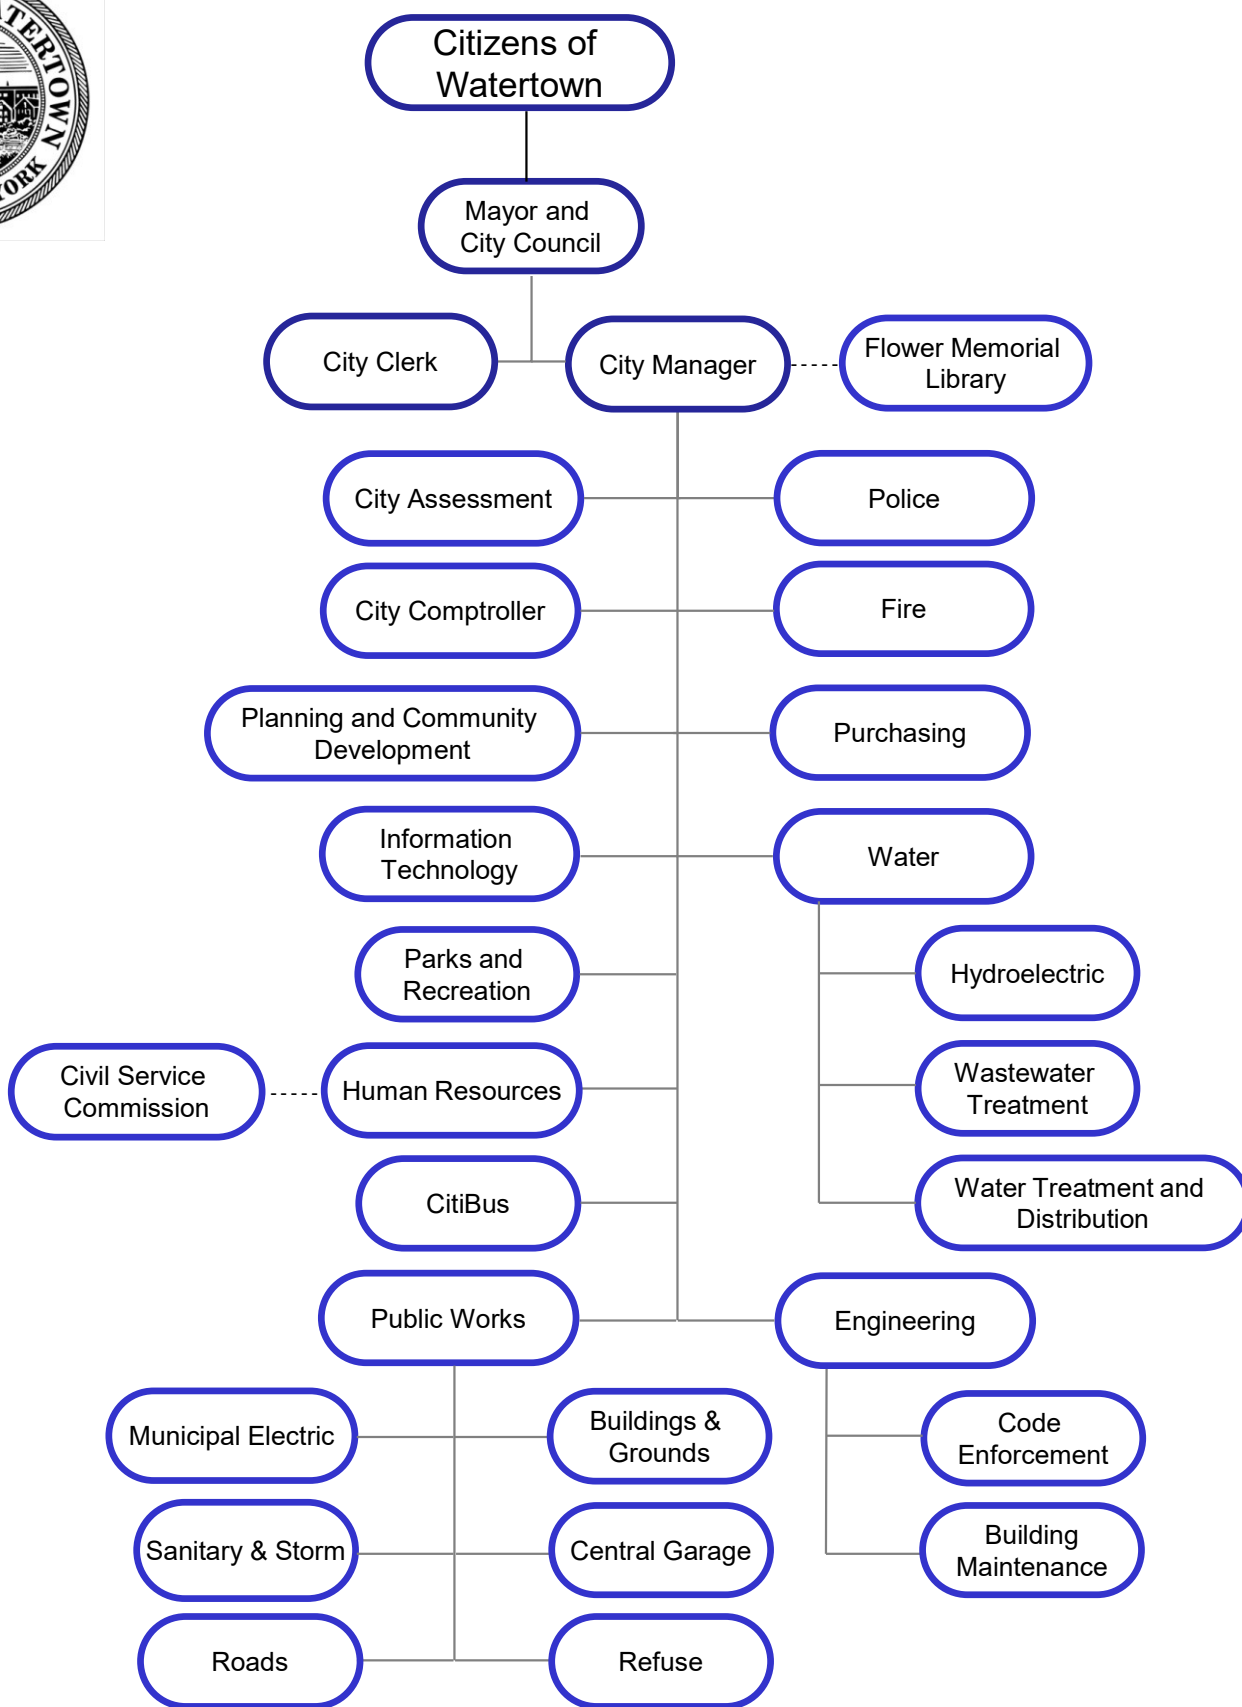 WATERTOWN
YORK
Citizens of
Watertown
Mayor and
City Council
City Clerk
City Manager
Flower Memorial
Library
City Assessment
Police
City Comptroller
Fire
Planning and Community
Development
Purchasing
Information
Technology
Water
Parks and
Recreation
Hydroelectric
Civil Service
Commission
Human Resources
Wastewater
Treatment
CitiBus
Water Treatment and
Distribution
Public Works
Engineering
Municipal Electric
Buildings &
Grounds
Code
Enforcement
Sanitary & Storm
Central Garage
Building
Maintenance
Roads
Refuse